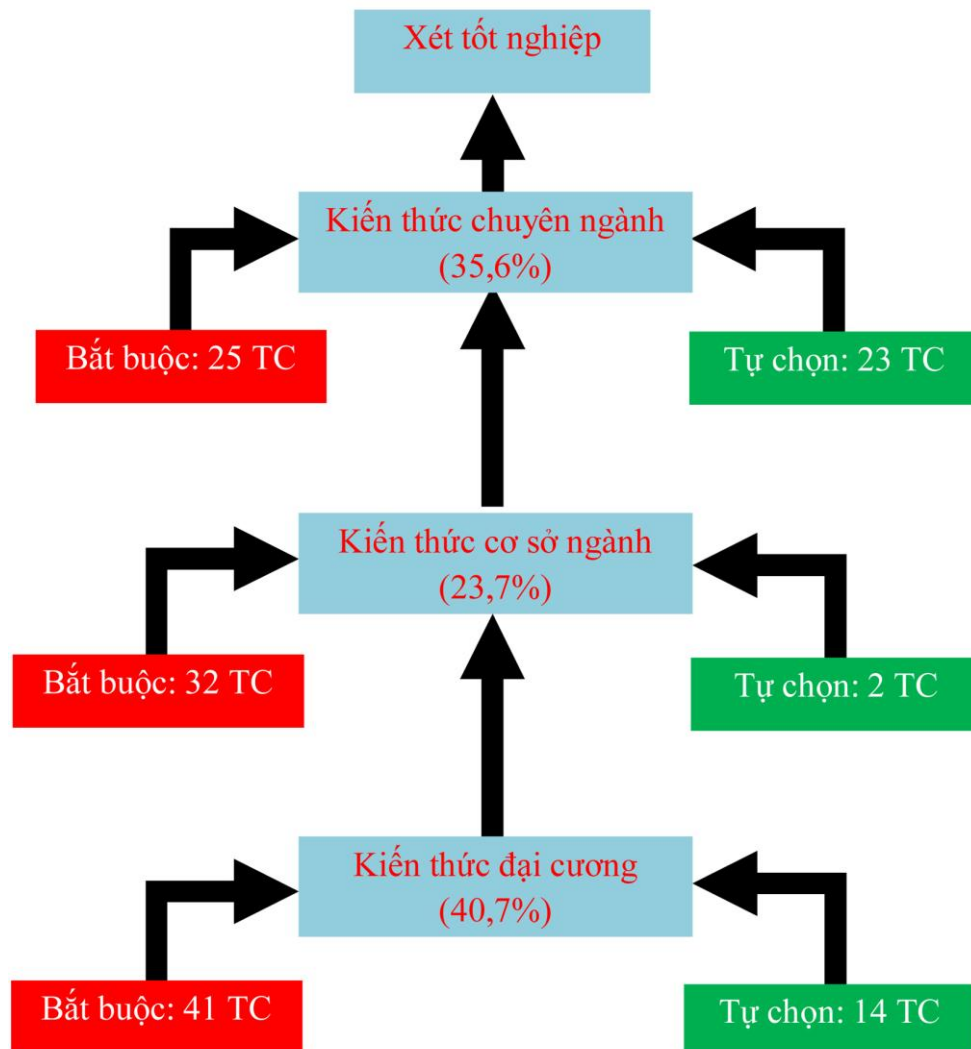 Xét tốt nghiệp
Kiến thức chuyên ngành
(35,6%)
Bắt buộc: 25 TC
Tự chọn: 23 TC
Kiến thức cơ sở ngành
(23,7%)
Bắt buộc: 32 TC
Tự chọn: 2 TC
Kiến thức đại cương
(40,7%)
Bắt buộc: 41 TC
Tự chọn: 14 TC